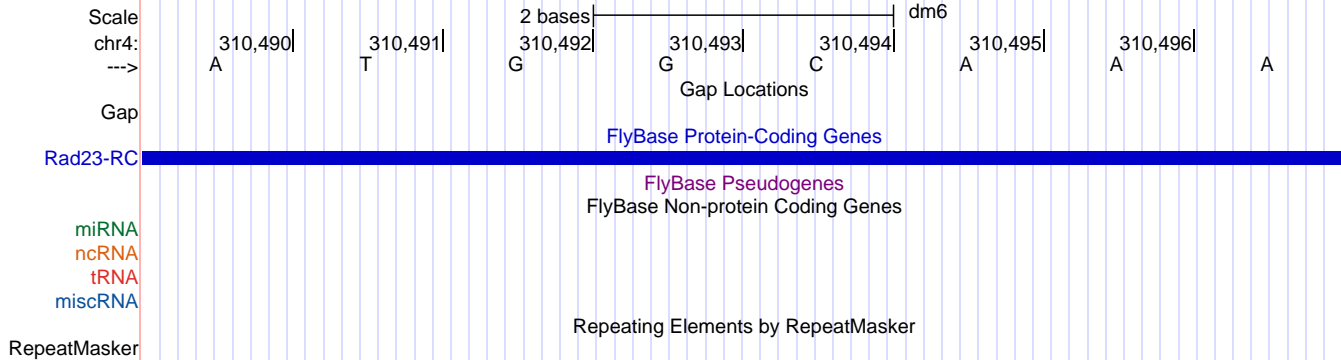 Scale 2 bases dm6
chr4: 310,490 310,491 310,492 310,493 310,494 310,495 310,496
---> A T G G C A A A
Gap Locations
Gap
FlyBase Protein-Coding Genes
Rad23-RC
FlyBase Pseudogenes
FlyBase Non-protein Coding Genes
miRNA
ncRNA
tRNA
miscRNA
Repeating Elements by RepeatMasker
RepeatMasker